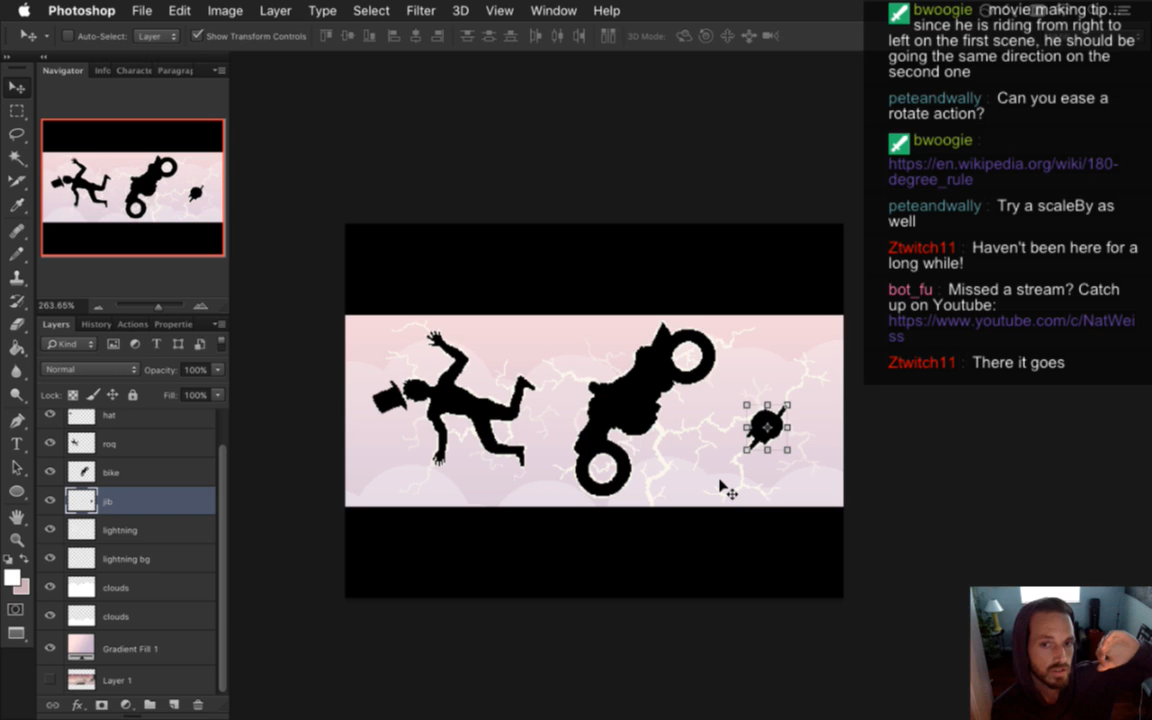 Photoshop File Edit Image Layer Type Select Filter 3D View Window Help
Auto-Select: Layer Show Transform Controls 3D Mode:
Navigator Info Characte Paragraj
263.65%
Layers History Actions Propertie
Kind
Normal Opacity: 100%
Lock: Fill: 100%
hat
roq
bike
jib
lightning
lightning bg
clouds
clouds
Gradient Fill 1
Layer 1
bwoogie : movie making tip...
since he is riding from right to
left on the first scene, he should be
going the same direction on the
second one
peteandwally : Can you ease a
rotate action?
bwoogie :
https://en.wikipedia.org/wiki/180-
degree_rule
peteandwally : Try a scaleBy as
well
Ztwitch11 : Haven't been here for a
long while!
bot_fu : Missed a stream? Catch
up on Youtube:
https://www.youtube.com/c/NatWei
ss
Ztwitch11 : There it goes